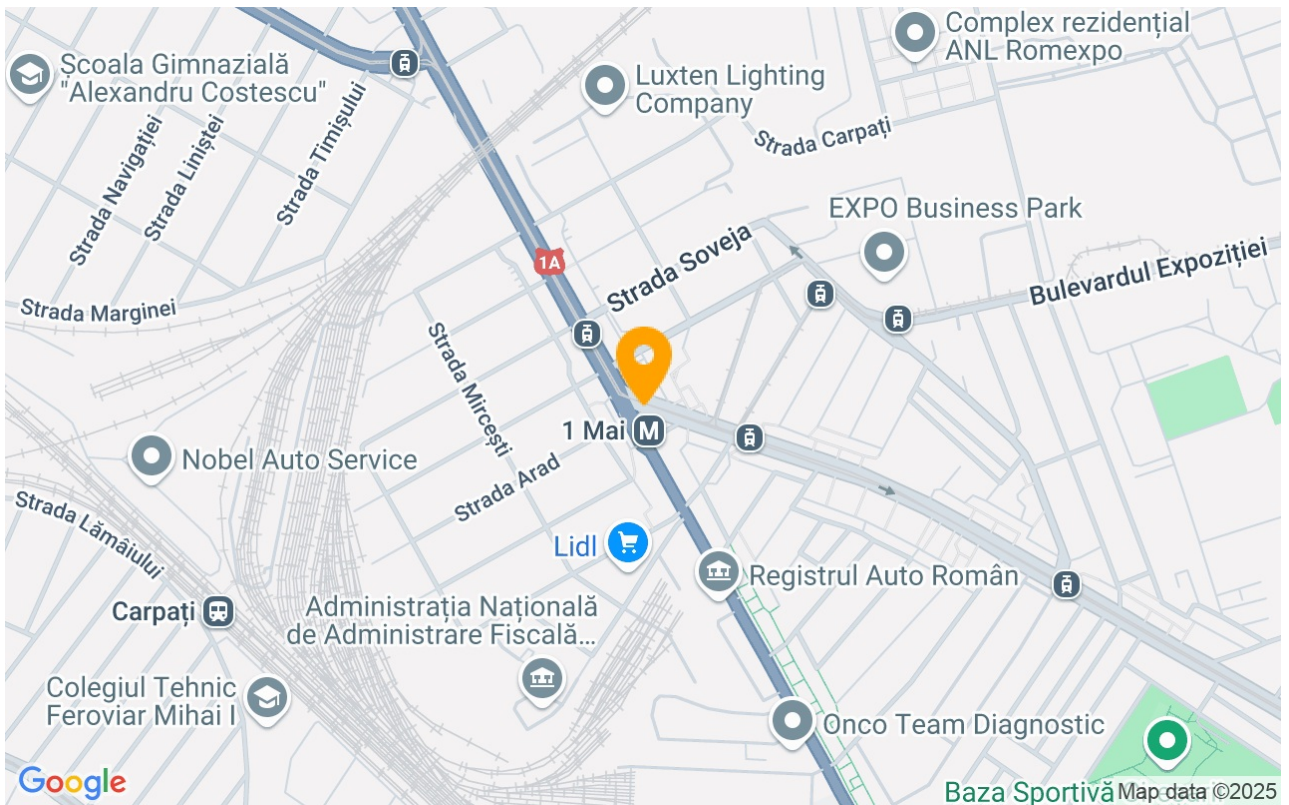 Complex rezidențial
ANL Romexpo
Școala Gimnazială
"Alexandru Costescu"
Luxten Lighting
Company
Strada Carpați
Strada Navigației
Strada Liniștei
Strada Timișului
EXPO Business Park
1A
Strada Soveja
Bulevardul Expoziției
Strada Marginei
Strada Mircești
1 Mai
M
Nobel Auto Service
Strada Arad
Strada Lămâiului
Lidl
Registrul Auto Român
Carpați
Administrația Națională
de Administrare Fiscală...
Colegiul Tehnic
Feroviar Mihai I
Onco Team Diagnostic
Google
Baza Sportivă
Map data ©2025